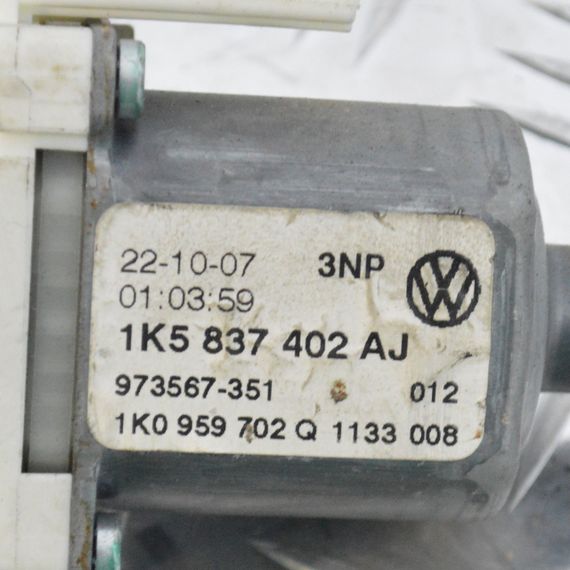 22-10-07 3NP
01:03:59
1K5 837 402 AJ
973567-351 012
1K0 959 702 Q 1133 008